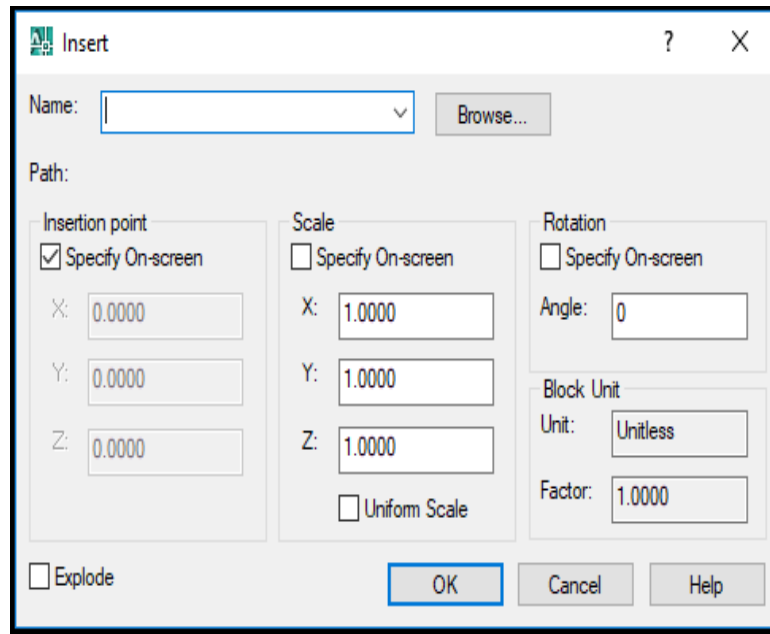 Insert
Name:
Browse...
Path:
Insertion point
Specify On-screen
X: 0.0000
Y: 0.0000
Z: 0.0000
Scale
Specify On-screen
X: 1.0000
Y: 1.0000
Z: 1.0000
Uniform Scale
Rotation
Specify On-screen
Angle: 0
Block Unit
Unit: Unitless
Factor: 1.0000
Explode
OK Cancel Help